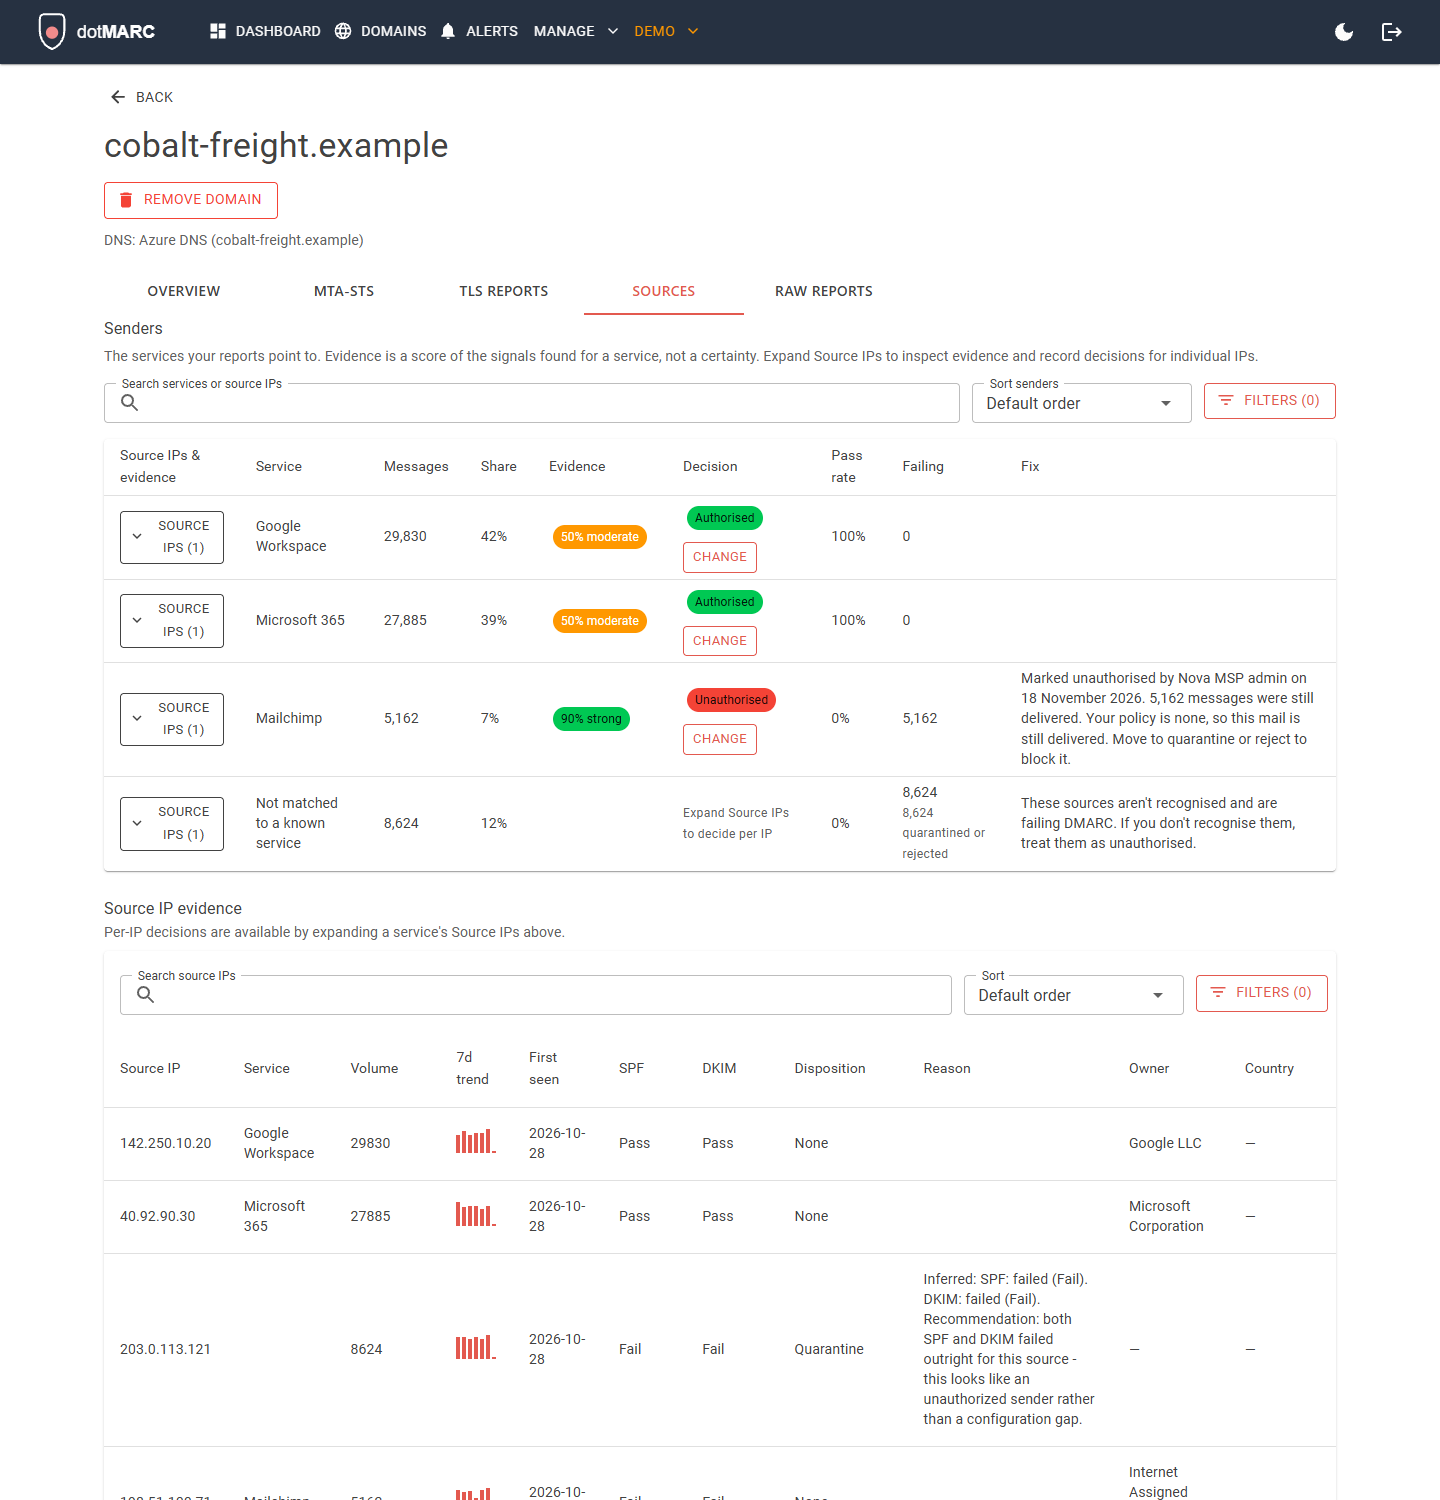 dotMARC
DASHBOARD
DOMAINS
ALERTS
MANAGE
DEMO
BACK
cobalt-freight.example
REMOVE DOMAIN
DNS: Azure DNS (cobalt-freight.example)
OVERVIEW
MTA-STS
TLS REPORTS
SOURCES
RAW REPORTS
Senders
The services your reports point to. Evidence is a score of the signals found for a service, not a certainty. Expand Source IPs to inspect evidence and record decisions for individual IPs.
Search services or source IPs
Sort senders
Default order
FILTERS (0)
Source IPs &
evidence
Service
Messages
Share
Evidence
Decision
Pass
rate
Failing
Fix
SOURCE
IPS (1)
Google
Workspace
29,830
42%
50% moderate
Authorised
CHANGE
100%
0
SOURCE
IPS (1)
Microsoft 365
27,885
39%
50% moderate
Authorised
CHANGE
100%
0
SOURCE
IPS (1)
Mailchimp
5,162
7%
90% strong
Unauthorised
CHANGE
0%
5,162
Marked unauthorised by Nova MSP admin on
18 November 2026. 5,162 messages were still
delivered. Your policy is none, so this mail is
still delivered. Move to quarantine or reject to
block it.
SOURCE
IPS (1)
Not matched
to a known
service
8,624
12%
Expand Source IPs
to decide per IP
0%
8,624
8,624
quarantined or
rejected
These sources aren't recognised and are
failing DMARC. If you don't recognise them,
treat them as unauthorised.
Source IP evidence
Per-IP decisions are available by expanding a service's Source IPs above.
Search source IPs
Sort
Default order
FILTERS (0)
Source IP
Service
Volume
7d
trend
First
seen
SPF
DKIM
Disposition
Reason
Owner
Country
142.250.10.20
Google
Workspace
29830
2026-10-
28
Pass
Pass
None
Google LLC
—
40.92.90.30
Microsoft
365
27885
2026-10-
28
Pass
Pass
None
Microsoft
Corporation
—
203.0.113.121
8624
2026-10-
28
Fail
Fail
Quarantine
Inferred: SPF: failed (Fail).
DKIM: failed (Fail).
Recommendation: both
SPF and DKIM failed
outright for this source -
this looks like an
unauthorized sender rather
than a configuration gap.
—
—
2026-10-
Internet
Assigned